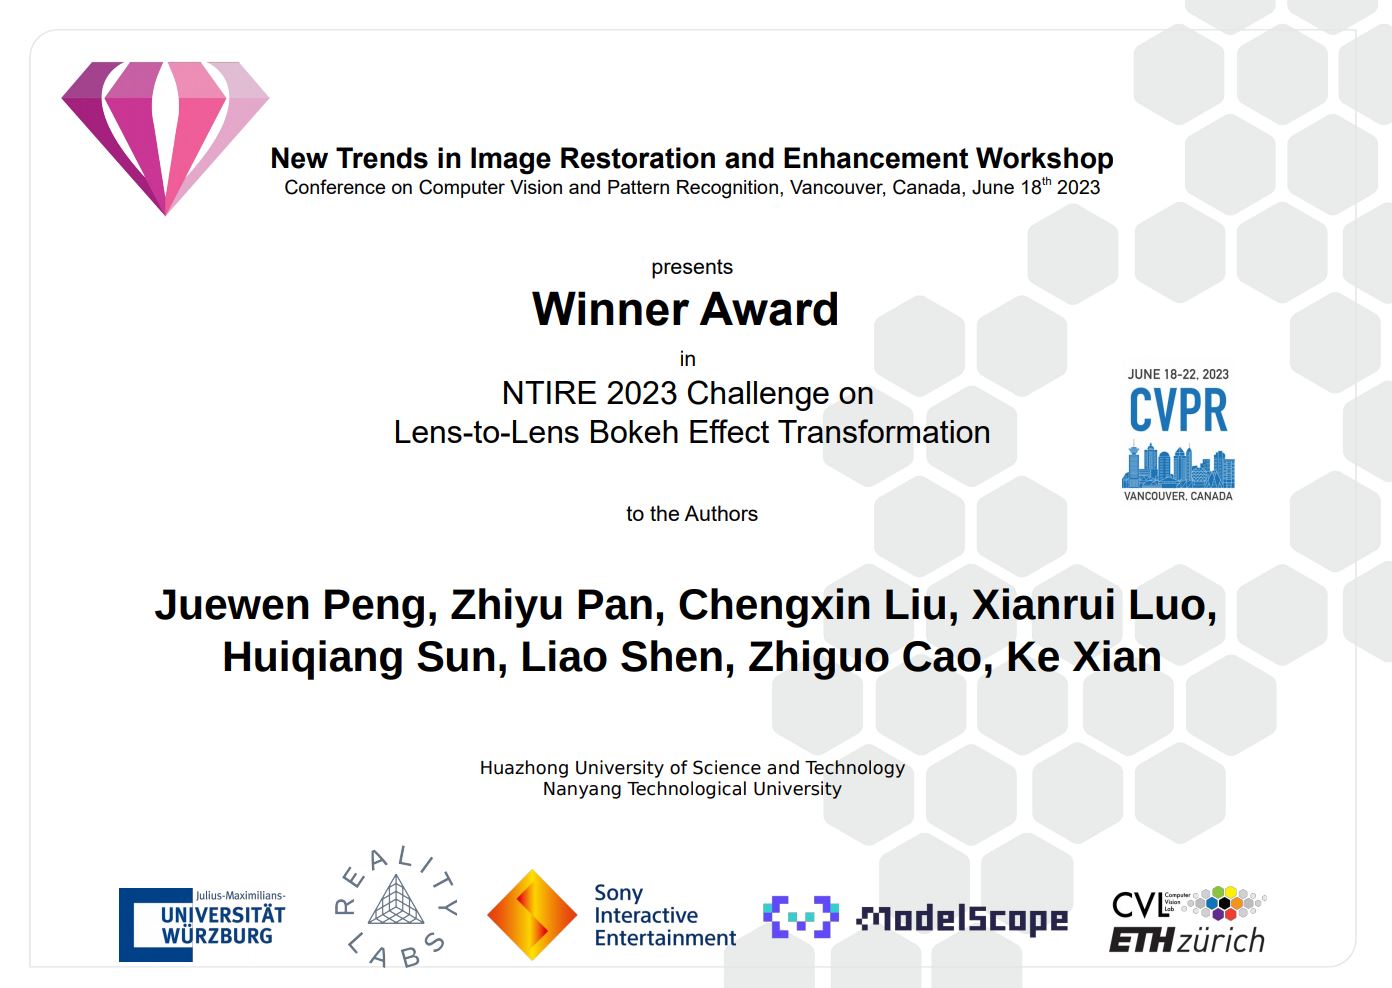 New Trends in Image Restoration and Enhancement Workshop
Conference on Computer Vision and Pattern Recognition, Vancouver, Canada, June 18th 2023
presents
Winner Award
in
NTIRE 2023 Challenge on
Lens-to-Lens Bokeh Effect Transformation
JUNE 18-22, 2023
CVPR
VANCOUVER, CANADA
to the Authors
Juewen Peng, Zhiyu Pan, Chengxin Liu, Xianrui Luo,
Huiqiang Sun, Liao Shen, Zhiguo Cao, Ke Xian
Huazhong University of Science and Technology
Nanyang Technological University
Julius-Maximilians-
UNIVERSITÄT
WÜRZBURG
REALITY
LABS
Sony
Interactive
Entertainment
ModelScope
CVL
Computer
Vision
Lab
ETH zürich